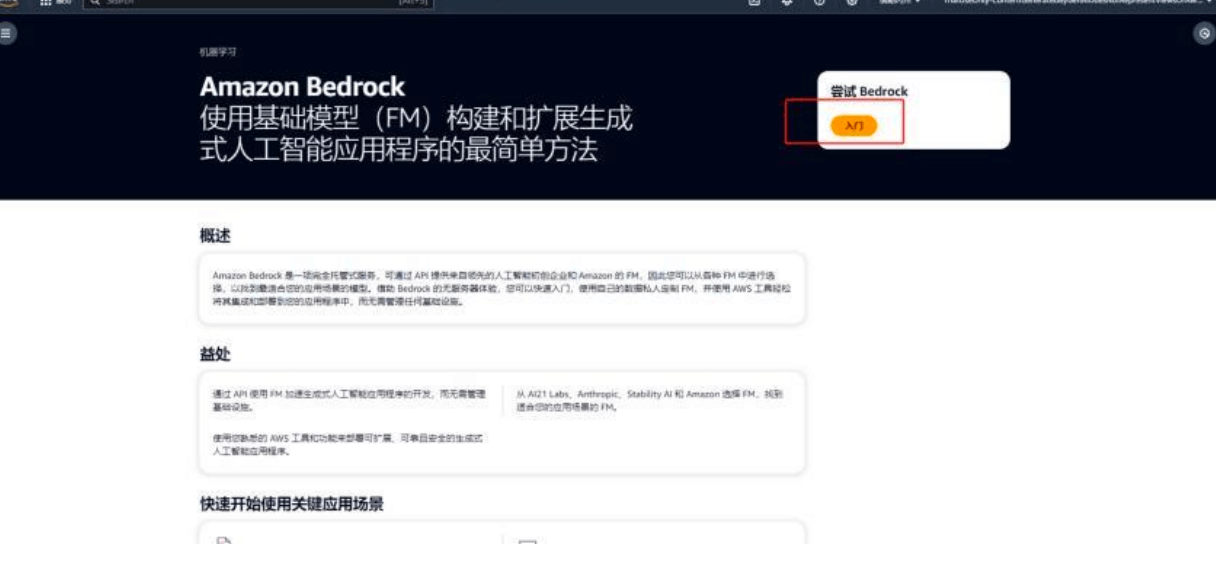 Search
[Alt+S]
机器学习
Amazon Bedrock
使用基础模型（FM）构建和扩展生成
式人工智能应用程序的最简单方法
尝试 Bedrock
入门
概述
Amazon Bedrock 是一项完全托管式服务，可通过 API 提供来自领先的人工智能初创企业和 Amazon 的 FM，因此您可以从各种 FM 中进行选
择，以找到最适合您的应用场景的模型。借助 Bedrock 的无服务器体验，您可以快速入门，使用自己的数据私人定制 FM，并使用 AWS 工具轻松
将其集成和部署到您的应用程序中，而无需管理任何基础设施。
益处
通过 API 使用 FM 加速生成式人工智能应用程序的开发，而无需管理
基础设施。
从 AI21 Labs、Anthropic、Stability AI 和 Amazon 选择 FM，找到
适合您的应用场景的 FM。
使用您熟悉的 AWS 工具和功能来部署可扩展、可靠且安全的生成式
人工智能应用程序。
快速开始使用关键应用场景